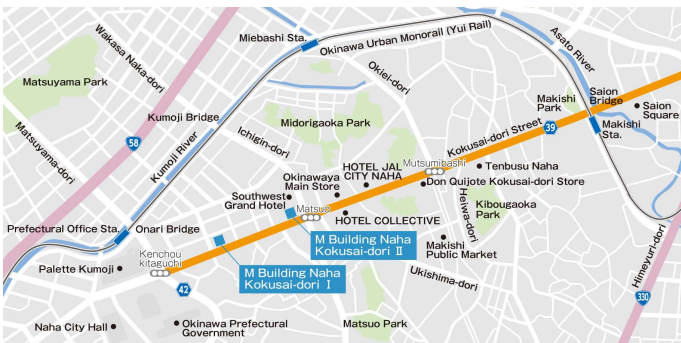 Wakasa Naka-dori
Miebashi Sta.
Okinawa Urban Monorail (Yui Rail)
Asato River
Matsuyama Park
Okiei-dori
Saion
Bridge
Makishi
Park
Saion
Square
Kumoji Bridge
58
Midorigaoka Park
Kokusai-dori Street
39
Makishi
Sta.
Matsuyama-dori
Kumoji River
Ichigin-dori
Mutsumibashi
Tenbusu Naha
HOTEL JAL
CITY NAHA
Okinawaya
Main Store
Don Quijote Kokusai-dori Store
Southwest
Grand Hotel
Matsuo
Heiwa-dori
Kibougaoka
Park
HOTEL COLLECTIVE
Prefectural Office Sta.
Onari Bridge
M Building Naha
Kokusai-dori Ⅱ
Makishi
Public Market
Himeyuri-dori
Kenchou
Kitaguchi
Palette Kumoji
M Building Naha
Kokusai-dori Ⅰ
Ukishima-dori
42
330
Naha City Hall
Okinawa Prefectural
Government
Matsuo Park